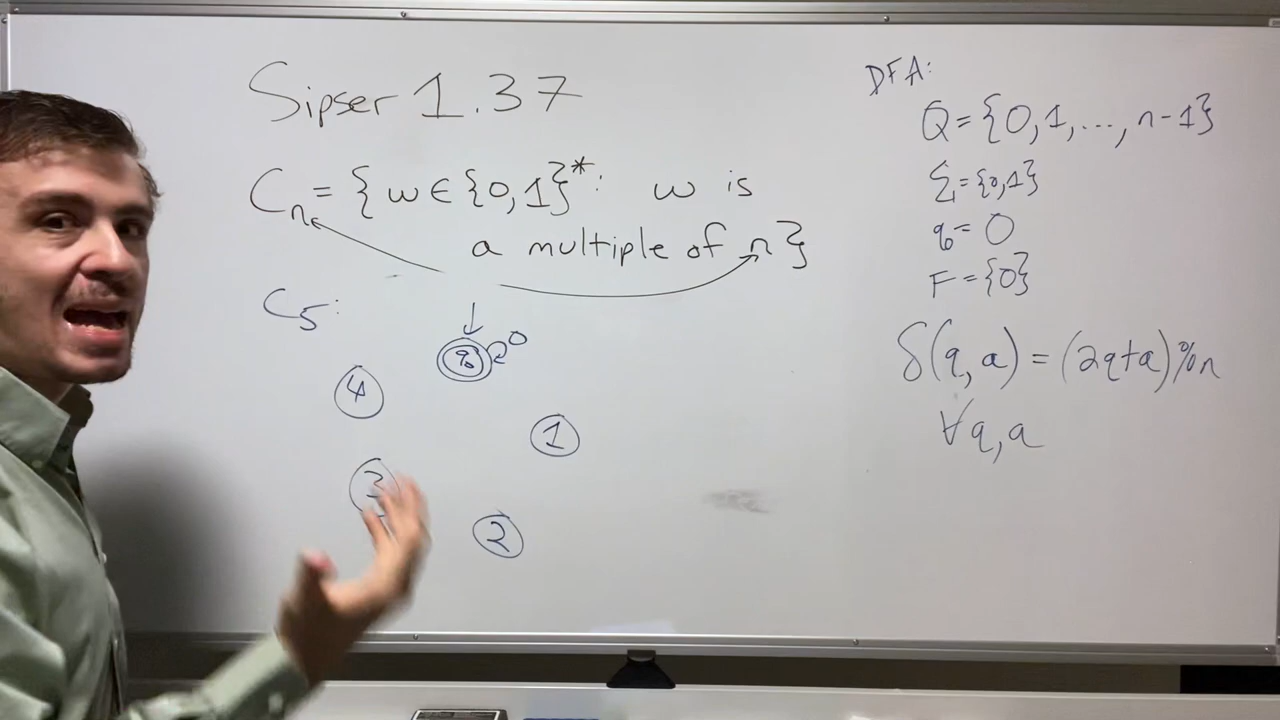 Sipser 1.37
Cₙ = { w ∈ {0,1}* : w is
a multiple of n}
C₅:
q₀
0
4
1
3
2
DFA:
Q = {0, 1, ..., n-1}
Σ = {0,1}
q₀ = 0
F = {0}
δ(q, a) = (2q+a)%n
∀q,a